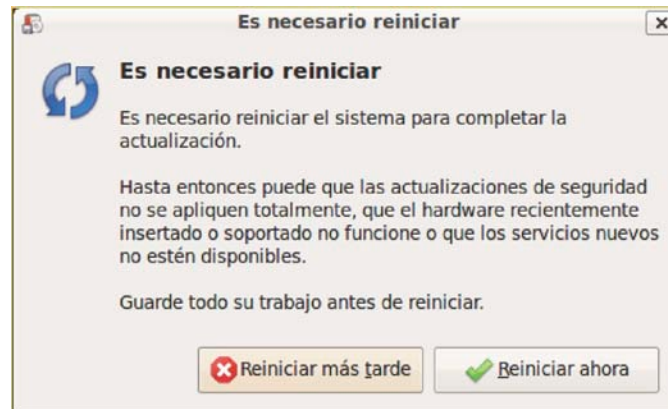 Es necesario reiniciar
Es necesario reiniciar
Es necesario reiniciar el sistema para completar la
actualización.
Hasta entonces puede que las actualizaciones de seguridad
no se apliquen totalmente, que el hardware recientemente
insertado o soportado no funcione o que los servicios nuevos
no estén disponibles.
Guarde todo su trabajo antes de reiniciar.
Reiniciar más tarde
Reiniciar ahora